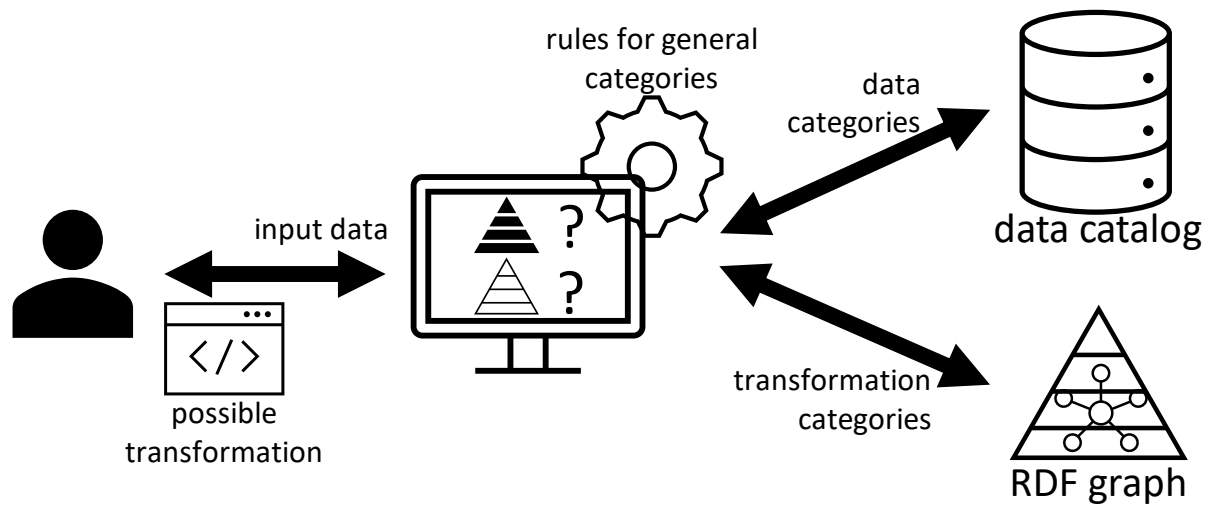 rules for general
categories
data
categories
data catalog
input data
?
?
</>
possible
transformation
transformation
categories
RDF graph